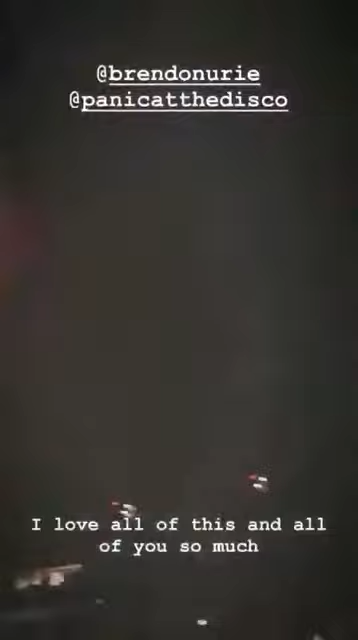 @brendonurie
@panicatthedisco
I love all of this and all
of you so much